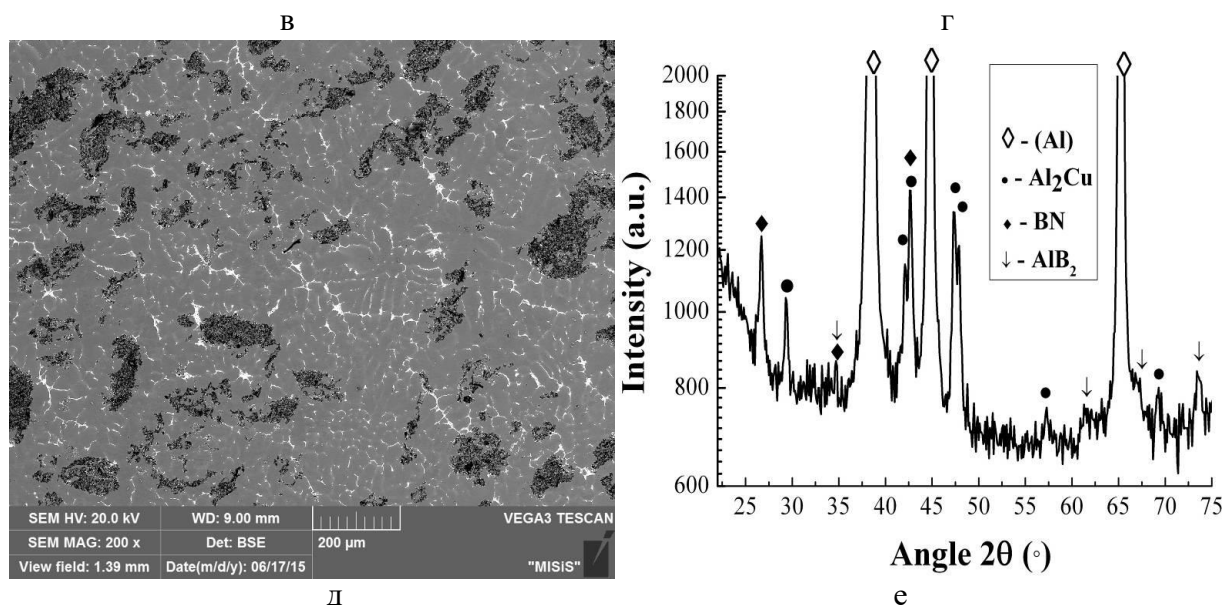 в г
SEM HV: 20.0 kV WD: 9.00 mm VEGA3 TESCAN
SEM MAG: 200 x Det: BSE 200 µm
View field: 1.39 mm Date(m/d/y): 06/17/15 "MISiS"
2000
1800
1600
1400
1200
1000
800
600
Intensity (a.u.)
◊ - (Al)
• - Al₂Cu
♦ - BN
↓ - AlB₂
25 30 35 40 45 50 55 60 65 70 75
Angle 2θ (°)
д е